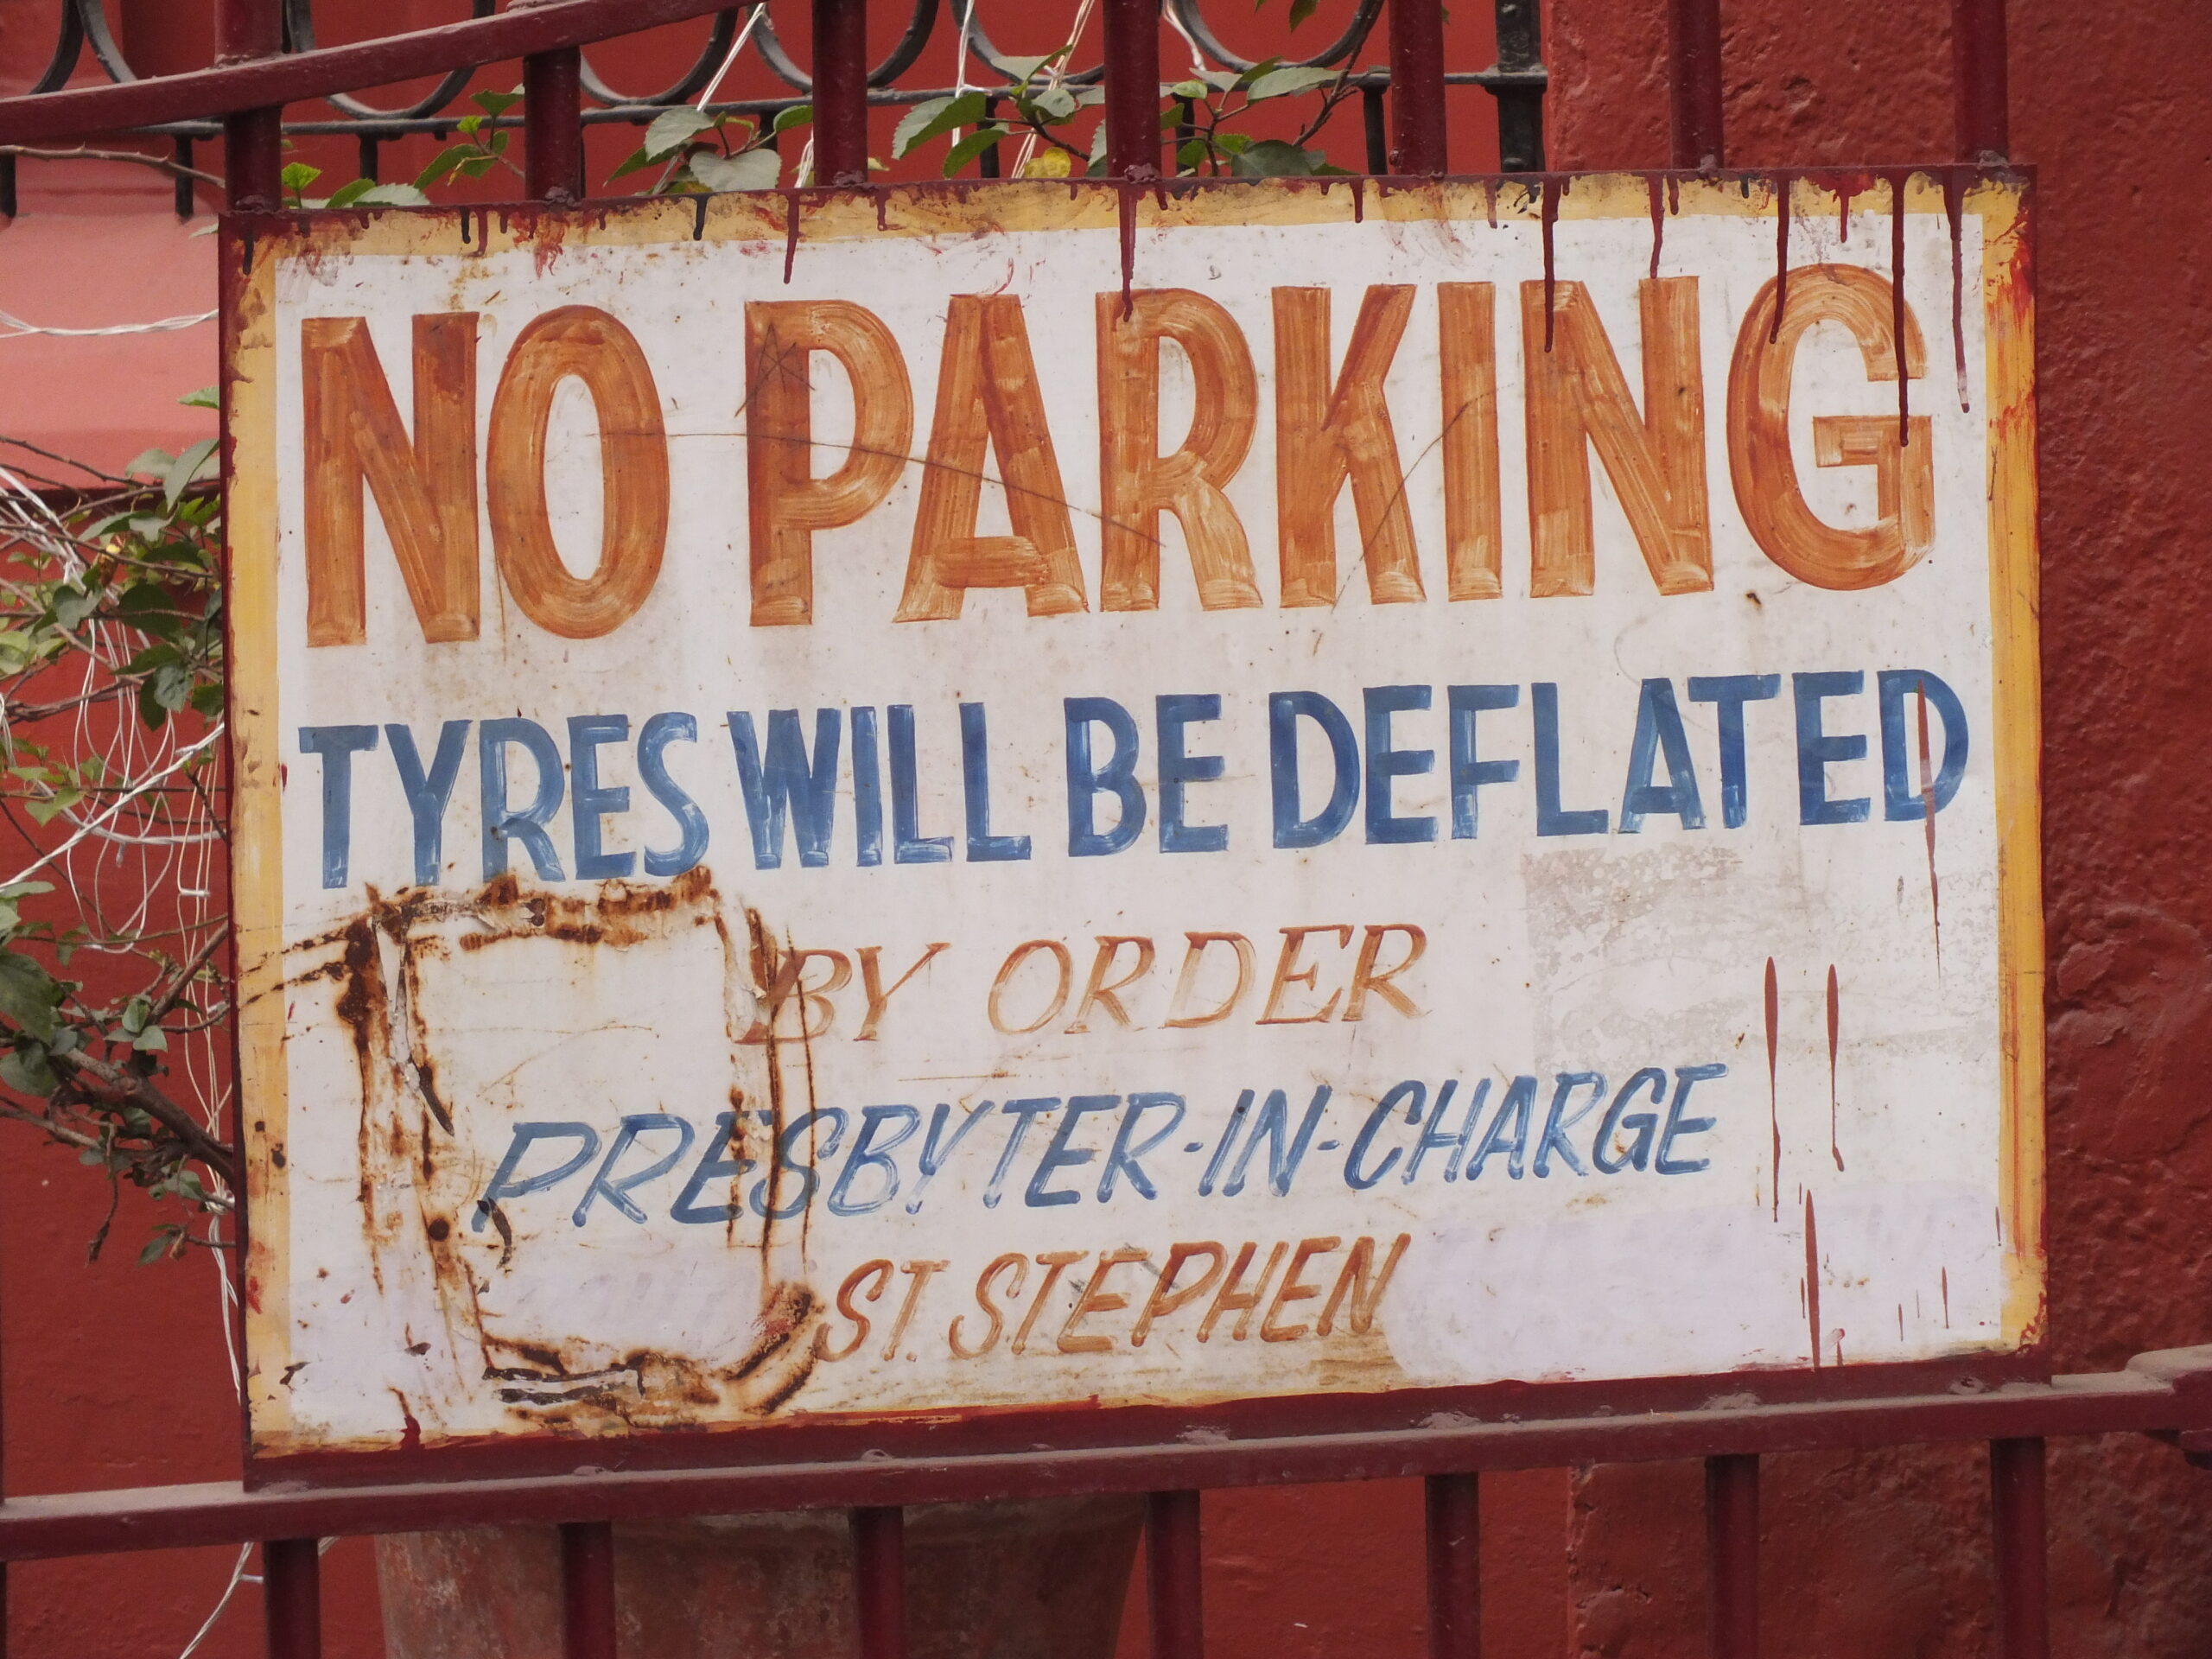 NO PARKING
TYRES WILL BE DEFLATED
BY ORDER
PRESBYTER-IN-CHARGE
ST. STEPHEN